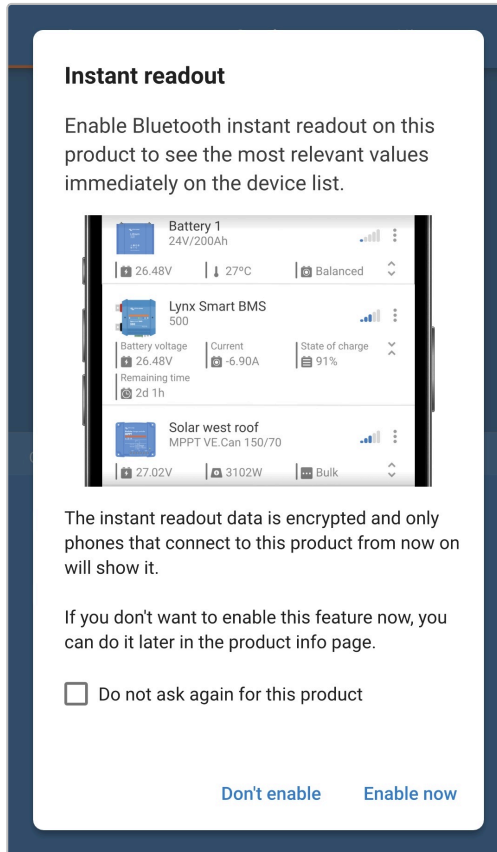 Instant readout
Enable Bluetooth instant readout on this
product to see the most relevant values
immediately on the device list.
Battery 1
24V/200Ah
26.48V 27ºC Balanced
Lynx Smart BMS
500
Battery voltage Current State of charge
26.48V -6.90A 91%
Remaining time
2d 1h
Solar west roof
MPPT VE.Can 150/70
27.02V 3102W Bulk
The instant readout data is encrypted and only
phones that connect to this product from now on
will show it.
If you don't want to enable this feature now, you
can do it later in the product info page.
Do not ask again for this product
Don't enable Enable now